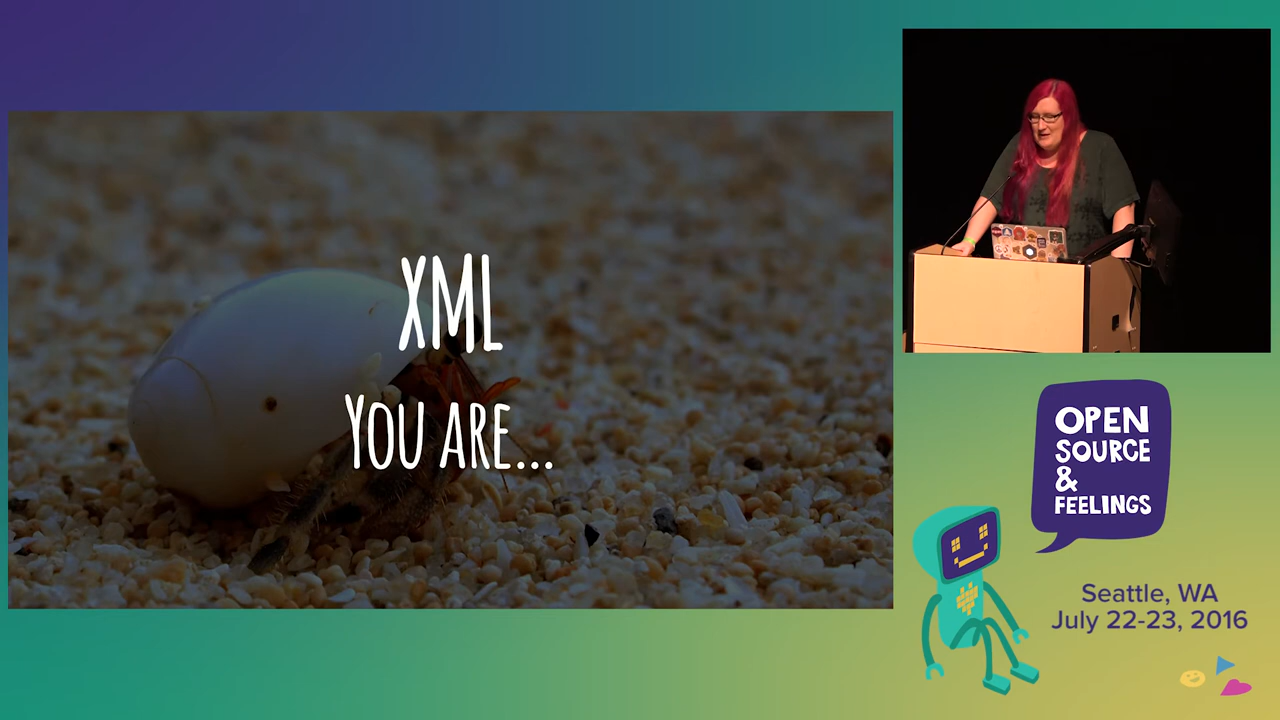 XML
YOU ARE...
OPEN
SOURCE
&
FEELINGS
Seattle, WA
July 22-23, 2016